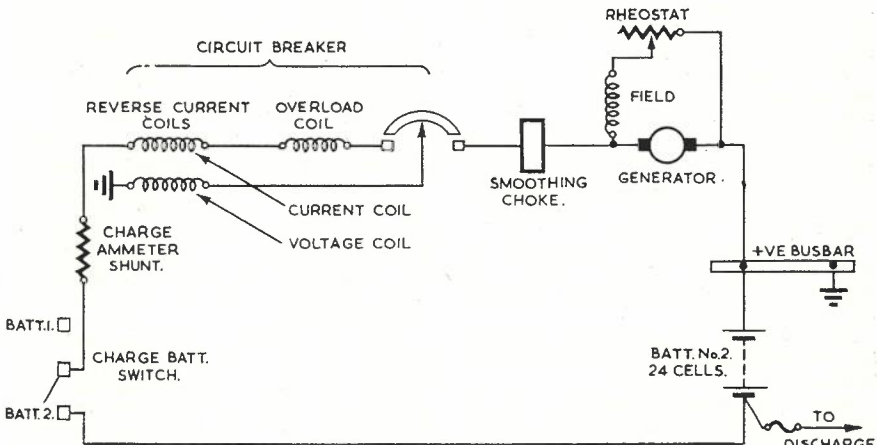 RHEOSTAT
CIRCUIT BREAKER
REVERSE CURRENT
COILS
OVERLOAD
COIL
FIELD
SMOOTHING
CHOKE.
GENERATOR.
CURRENT COIL
VOLTAGE COIL
CHARGE
AMMETER
SHUNT.
+VE BUSBAR
BATT.1.
CHARGE BATT.
SWITCH.
BATT.2.
BATT. No.2.
24 CELLS.
TO
DISCHARGE